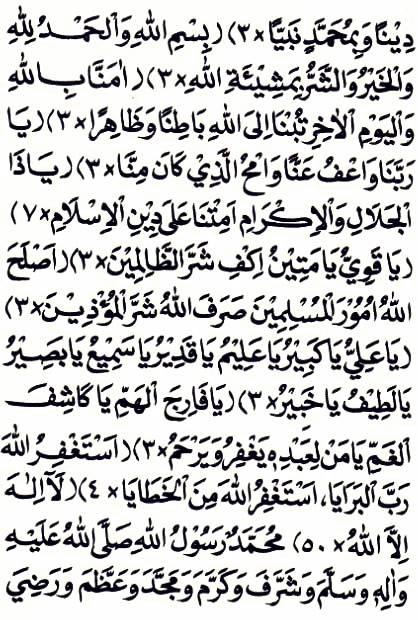 دِيْنًا وَبِمُحَمَّدٍ نَبِيًّا ×٣) (بِسْمِ اللهِ وَالْحَمْدُ لِلّٰهِ
وَالْخَيْرُ وَالشَّرُّ بِمَشِيْئَةِ اللهِ ×٣) (اٰمَنَّا بِاللهِ
وَالْيَوْمِ الْاٰخِرِ تُبْنَا اِلَى اللهِ بَاطِنًا وَظَاهِرًا ×٣) (يَا
رَبَّنَا وَاعْفُ عَنَّا وَامْحُ الَّذِيْ كَانَ مِنَّا ×٣) (يَا ذَا
الْجَلَالِ وَالْاِكْرَامِ اَمِتْنَا عَلَى دِيْنِ الْاِسْلَامِ ×٧)
(يَا قَوِيُّ يَا مَتِيْنُ اِكْفِ شَرَّ الظَّالِمِيْنَ ×٣) (اَصْلَحَ
اللهُ اُمُوْرَ لْمُسْلِمِيْنَ صَرَفَ اللهُ شَرَّ الْمُؤْذِيْنَ ×٣)
(يَا عَلِيُّ يَا كَبِيْرُ يَا عَلِيْمُ يَا قَدِيْرُ يَا سَمِيْعُ يَا بَصِيْرُ
يَا لَطِيْفُ يَا خَبِيْرُ ×٣) (يَا فَارِجَ الْهَمِّ يَا كَاشِفَ
الْغَمِّ يَا مَنْ لِعَبْدِهٖ يَغْفِرُ وَيَرْحَمُ ×٣) (اَسْتَغْفِرُ اللهَ
رَبَّ الْبَرَايَا، اَسْتَغْفِرُ اللهَ مِنَ الْخَطَايَا ×٤) (لَآ اِلٰهَ
اِلَّا اللهُ ×٥٠) مُحَمَّدٌ رَسُوْلُ اللهِ صَلَّى اللهُ عَلَيْهِ
وَاٰلِهٖ وَسَلَّمَ وَشَرَّفَ وَكَرَّمَ وَمَجَّدَ وَعَظَّمَ وَرَضِيَ